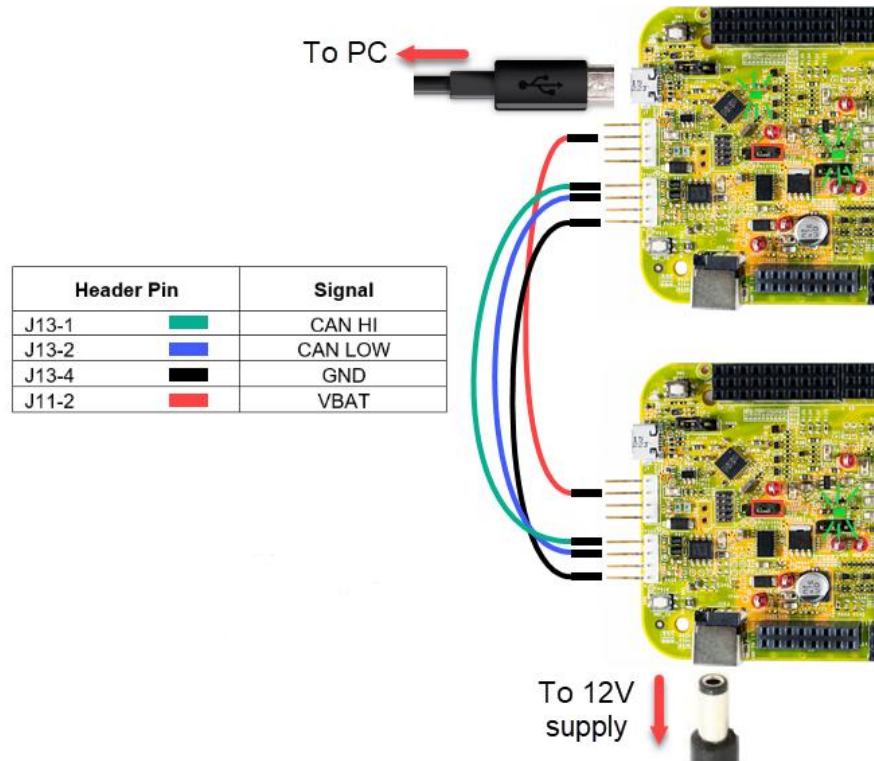 To PC
Header Pin Signal
J13-1 CAN HI
J13-2 CAN LOW
J13-4 GND
J11-2 VBAT
To 12V
supply